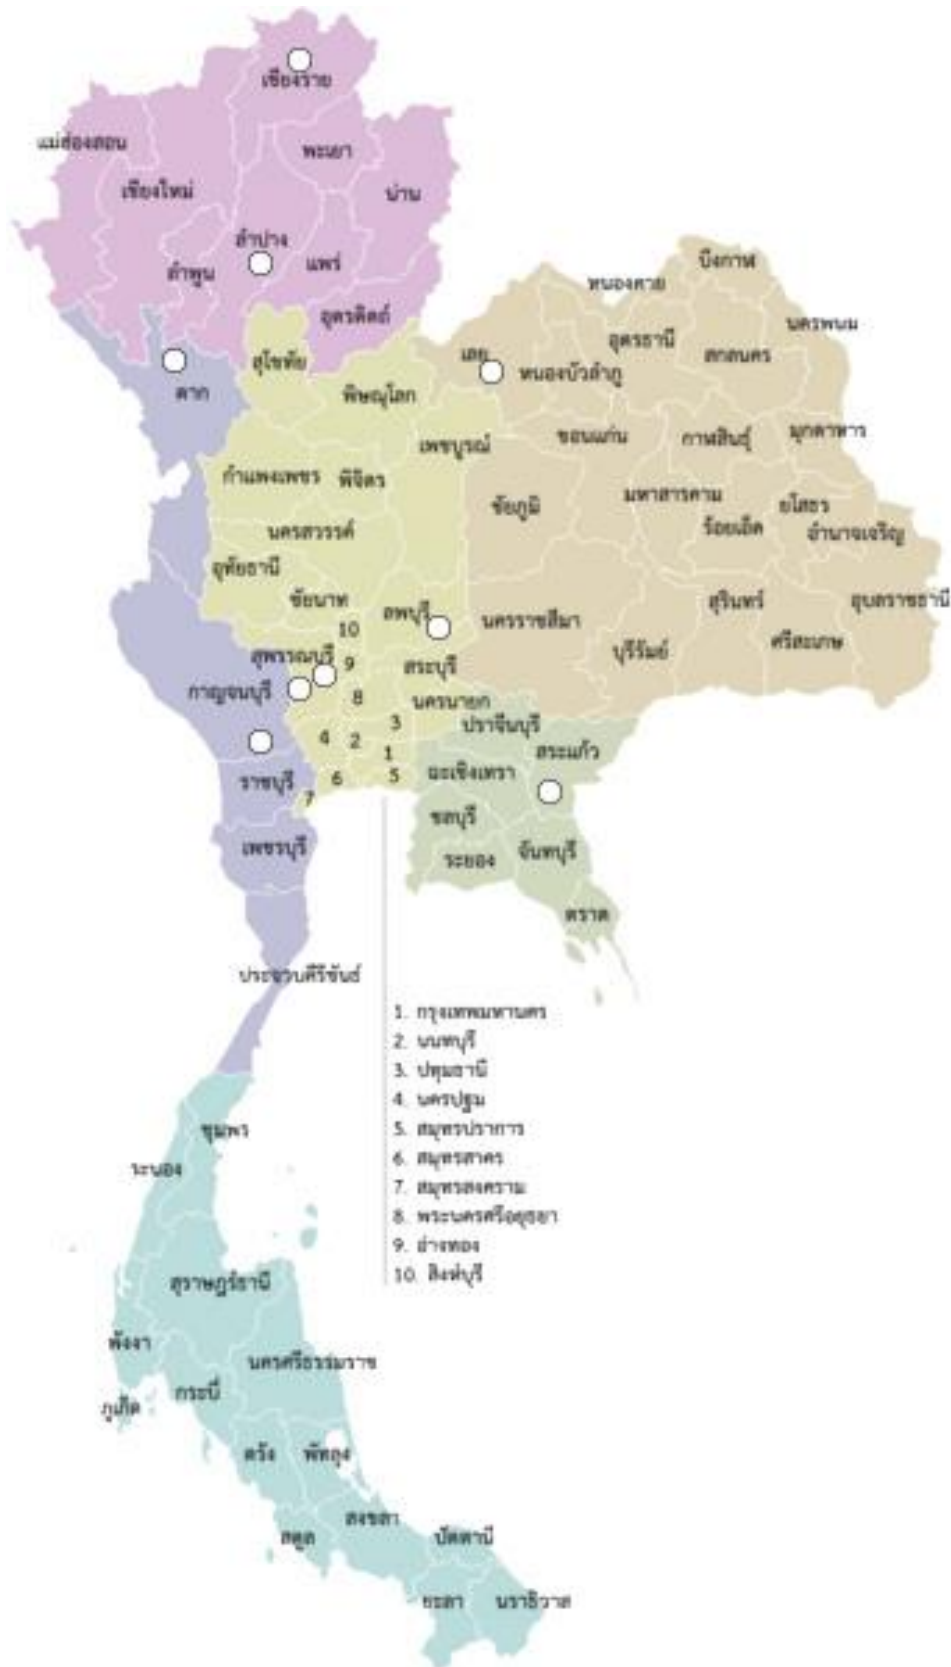 เชียงราย
แม่ฮ่องสอน
พะเยา
เชียงใหม่
น่าน
ลำปาง
ลำพูน
แพร่
บึงกาฬ
หนองคาย
อุตรดิตถ์
นครพนม
สุโขทัย
เลย
อุดรธานี
สกลนคร
หนองบัวลำภู
ตาก
พิษณุโลก
เพชบูรณ์
ขอนแก่น
กาฬสินธุ์
มุกดาหาร
กำแพงเพชร
พิจิตร
ชัยภูมิ
มหาสารคาม
ยโสธร
นครสวรรค์
ร้อยเอ็ด
อำนาจเจริญ
อุทัยธานี
ชัยนาท
ลพบุรี
นครราชสีมา
สุรินทร์
อุบลราชธานี
10
บุรีรัมย์
ศรีสะเกษ
สุพรรณบุรี
9
สระบุรี
กาญจนบุรี
8
นครนายก
3
ปราจีนบุรี
4
2
1
สระแก้ว
ราชบุรี
6
5
ฉะเชิงเทรา
7
ชลบุรี
เพชรบุรี
ระยอง
จันทบุรี
ตราด
ประจวบคีรีขันธ์
1. กรุงเทพมหานคร
2. นนทบุรี
3. ปทุมธานี
4. นครปฐม
5. สมุทรปราการ
6. สมุทรสาคร
7. สมุทรสงคราม
8. พระนครศรีอยุธยา
9. อ่างทอง
10. สิงห์บุรี
ชุมพร
ระนอง
สุราษฎร์ธานี
พังงา
นครศรีธรรมราช
กระบี่
ภูเก็ต
ตรัง
พัทลุง
สงขลา
สตูล
ปัตตานี
ยะลา
นราธิวาส